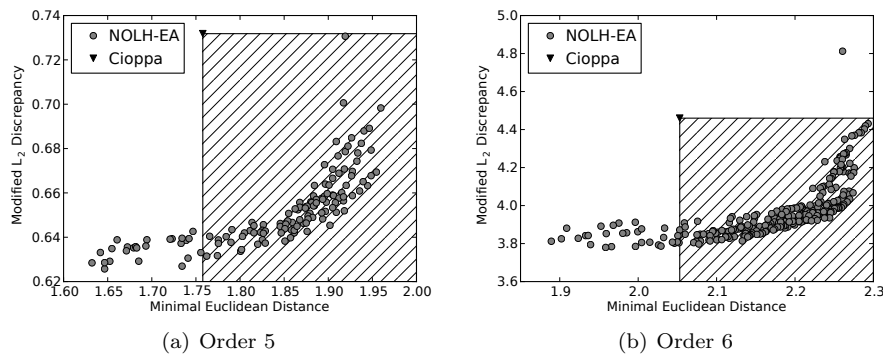 0.74
0.72
0.70
0.68
0.66
0.64
0.62
Modified L2 Discrepancy
NOLH-EA
Cioppa
1.60 1.65 1.70 1.75 1.80 1.85 1.90 1.95 2.00
Minimal Euclidean Distance
(a) Order 5
5.0
4.8
4.6
4.4
4.2
4.0
3.8
3.6
Modified L2 Discrepancy
NOLH-EA
Cioppa
1.9 2.0 2.1 2.2 2.3
Minimal Euclidean Distance
(b) Order 6